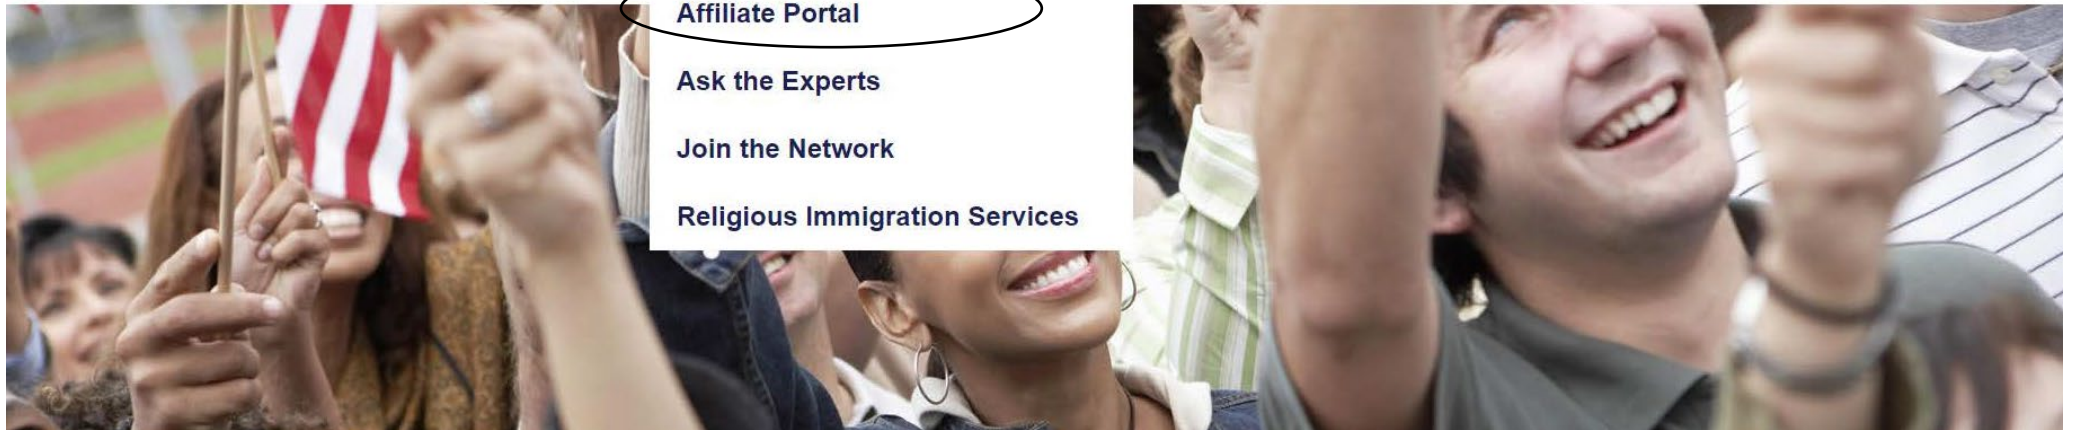 Affiliate Portal
Ask the Experts
Join the Network
Religious Immigration Services